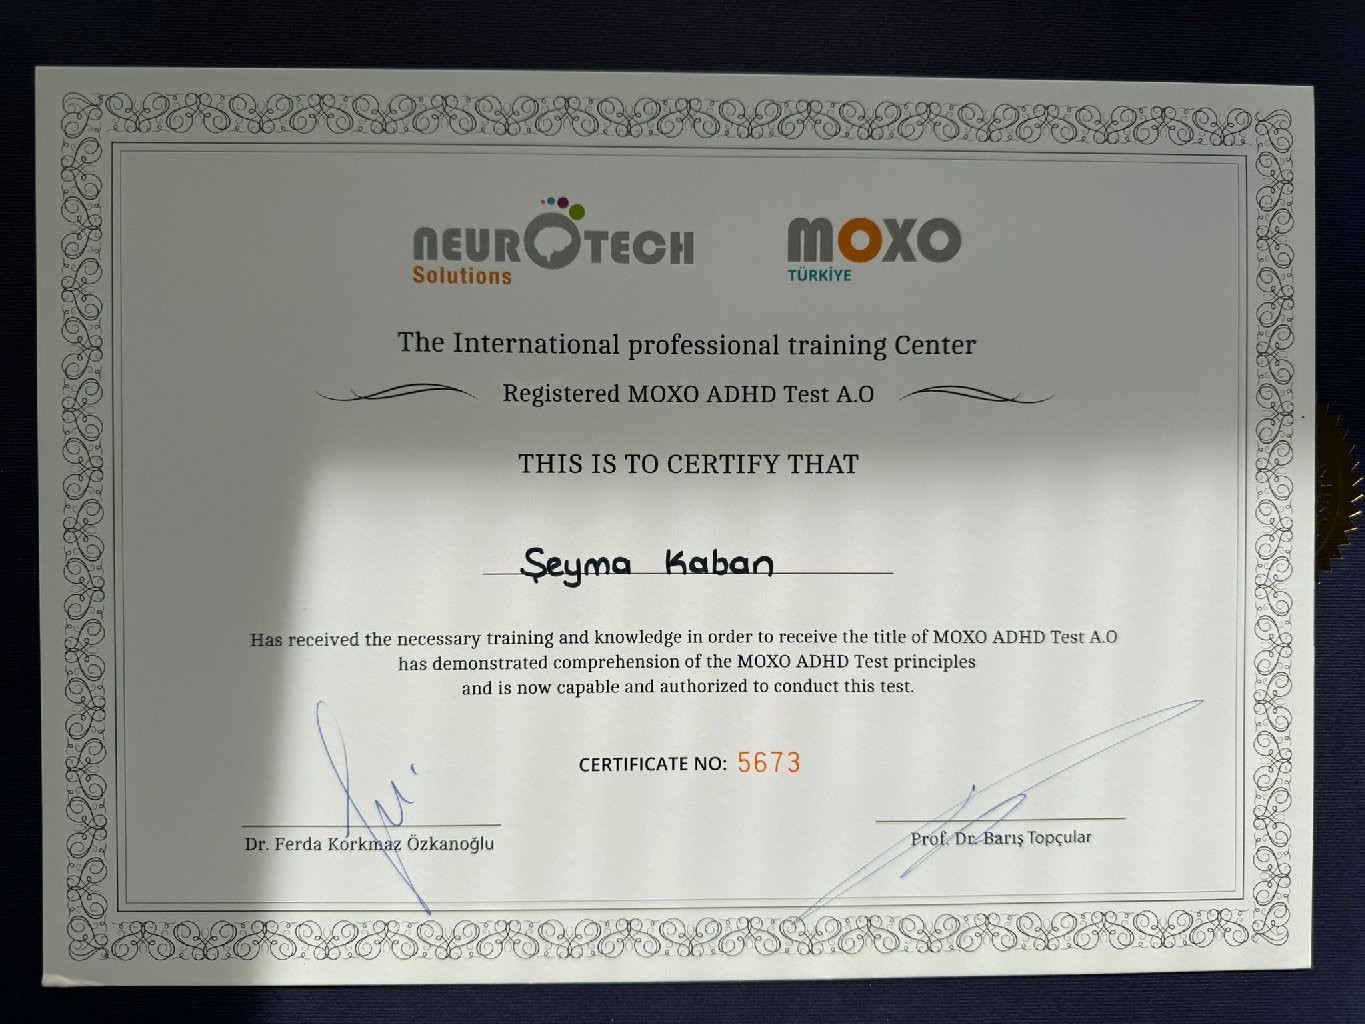 NEUROTECH
Solutions
MOXO
TÜRKİYE
The International professional training Center
Registered MOXO ADHD Test A.O
THIS IS TO CERTIFY THAT
Şeyma Kaban
Has received the necessary training and knowledge in order to receive the title of MOXO ADHD Test A.O
has demonstrated comprehension of the MOXO ADHD Test principles
and is now capable and authorized to conduct this test.
CERTIFICATE NO: 5673
Dr. Ferda Korkmaz Özkanoğlu
Prof. Dr. Barış Topçular